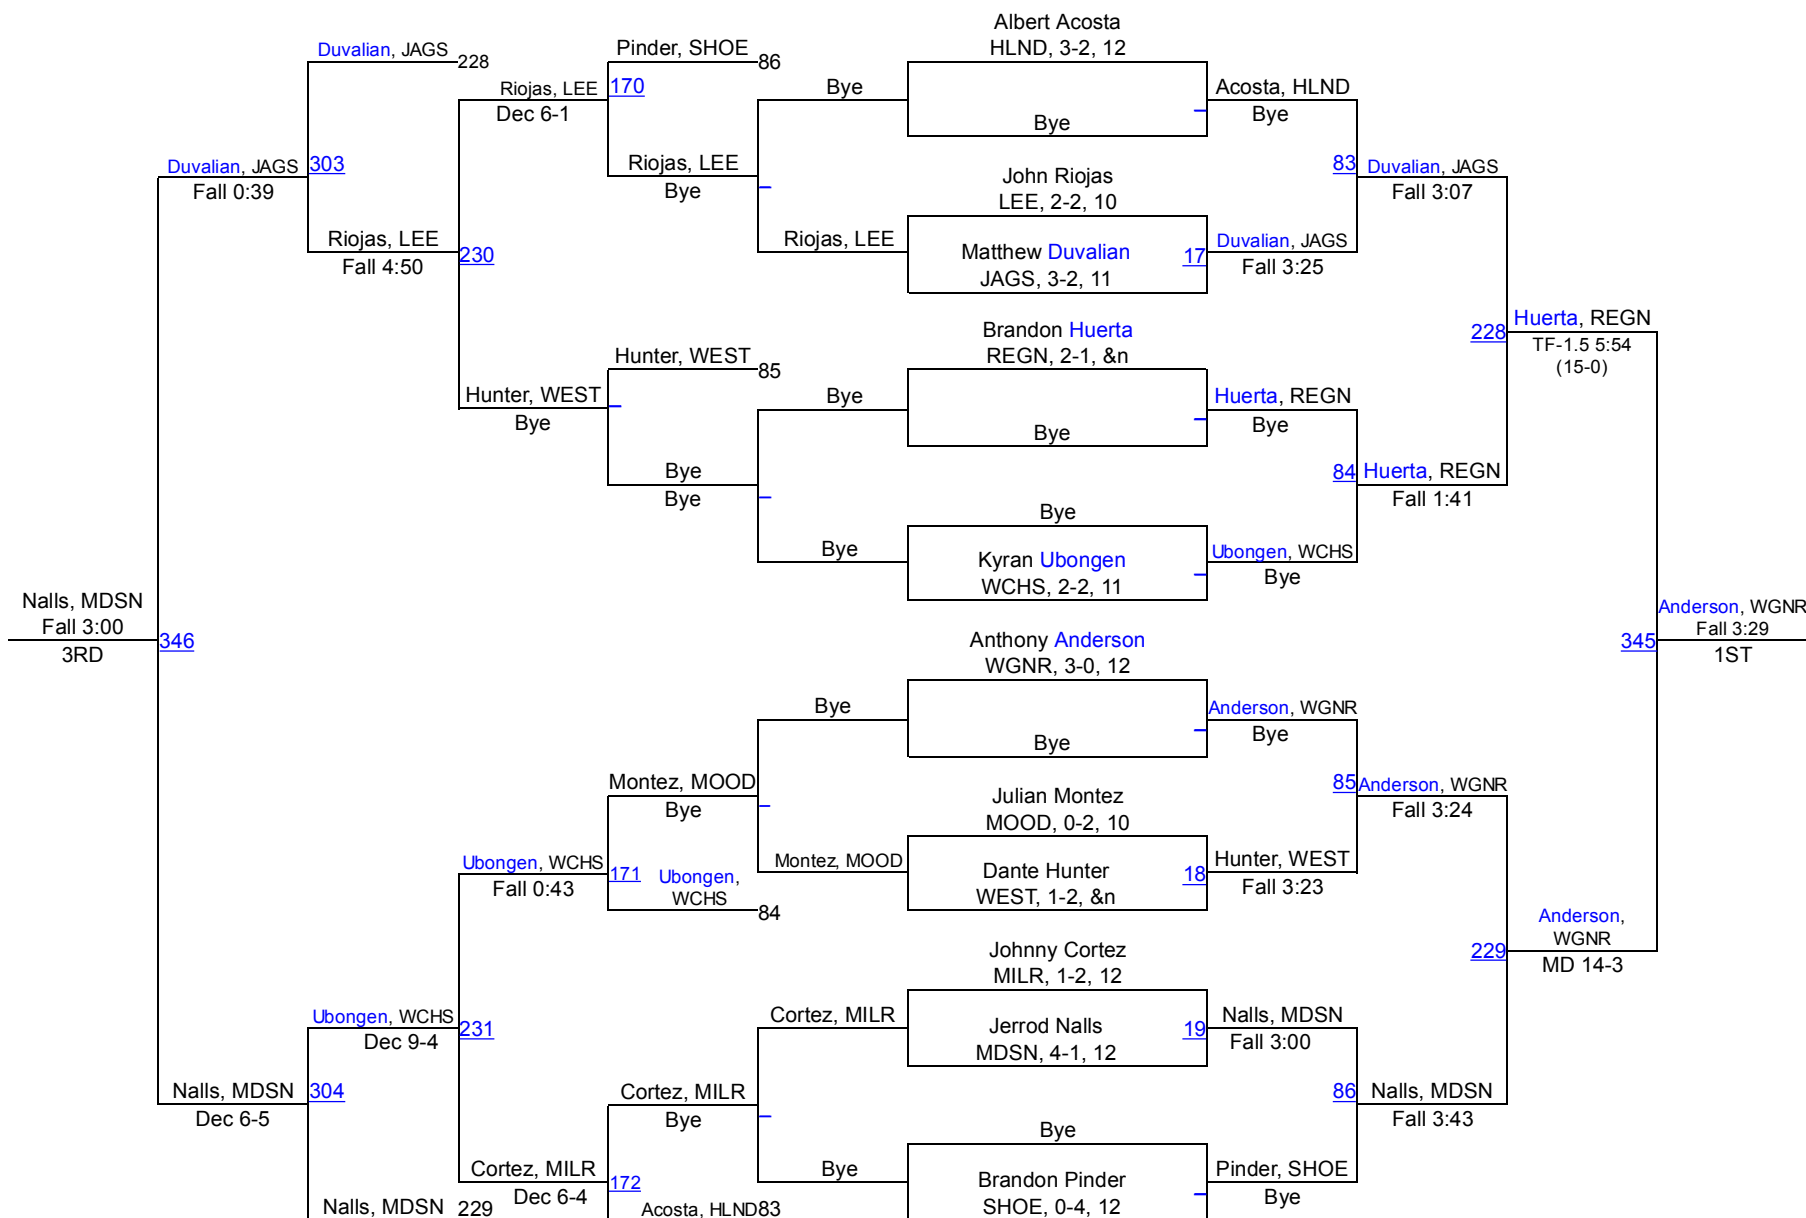 Albert Acosta
Duvalian, JAGS
228
Pinder, SHOE
86
HLND, 3-2, 12
Riojas, LEE
170
Bye
Acosta, HLND
Dec 6-1
Bye
Bye
Duvalian, JAGS
303
Riojas, LEE
83
Duvalian, JAGS
Fall 0:39
Bye
John Riojas
Fall 3:07
LEE, 2-2, 10
Riojas, LEE
230
Riojas, LEE
Matthew Duvalian
17
Duvalian, JAGS
Fall 4:50
JAGS, 3-2, 11
Fall 3:25
Brandon Huerta
228
Huerta, REGN
Hunter, WEST
85
REGN, 2-1, &n
TF-1.5 5:54
(15-0)
Hunter, WEST
Bye
Huerta, REGN
Bye
Bye
Bye
Bye
84
Huerta, REGN
Bye
Fall 1:41
Bye
Bye
Kyran Ubongen
Ubongen, WCHS
WCHS, 2-2, 11
Bye
Nalls, MDSN
Anderson, WGNR
Fall 3:00
346
Anthony Anderson
345
Fall 3:29
3RD
WGNR, 3-0, 12
1ST
Bye
Anderson, WGNR
Bye
Bye
Montez, MOOD
Julian Montez
85
Anderson, WGNR
Bye
MOOD, 0-2, 10
Fall 3:24
Ubongen, WCHS
171
Ubongen,
WCHS
84
Montez, MOOD
Dante Hunter
18
Hunter, WEST
Fall 0:43
WEST, 1-2, &n
Fall 3:23
Johnny Cortez
229
Anderson,
WGNR
MILR, 1-2, 12
MD 14-3
Ubongen, WCHS
231
Cortez, MILR
Jerrod Nalls
19
Nalls, MDSN
Dec 9-4
MDSN, 4-1, 12
Fall 3:00
Nalls, MDSN
304
Cortez, MILR
86
Nalls, MDSN
Dec 6-5
Bye
Bye
Fall 3:43
Cortez, MILR
172
Bye
Brandon Pinder
Pinder, SHOE
Dec 6-4
SHOE, 0-4, 12
Bye
Nalls, MDSN
229
Acosta, HLND
83